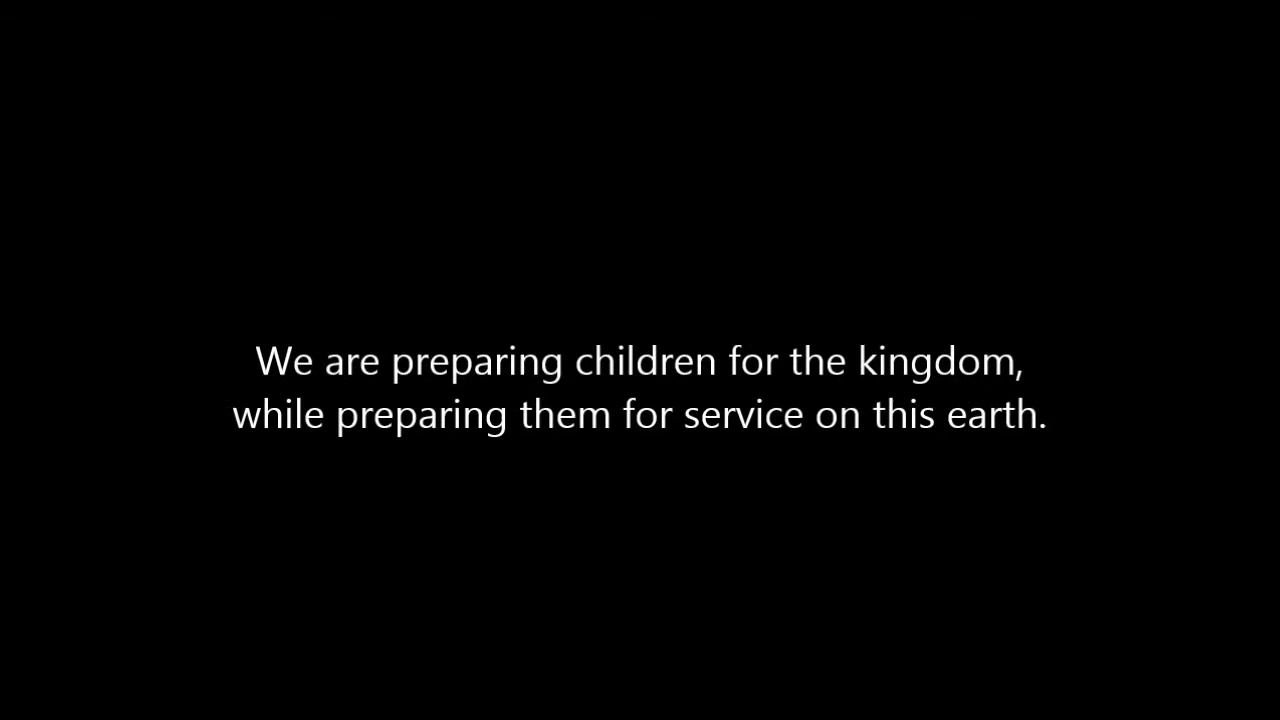 We are preparing children for the kingdom,
while preparing them for service on this earth.